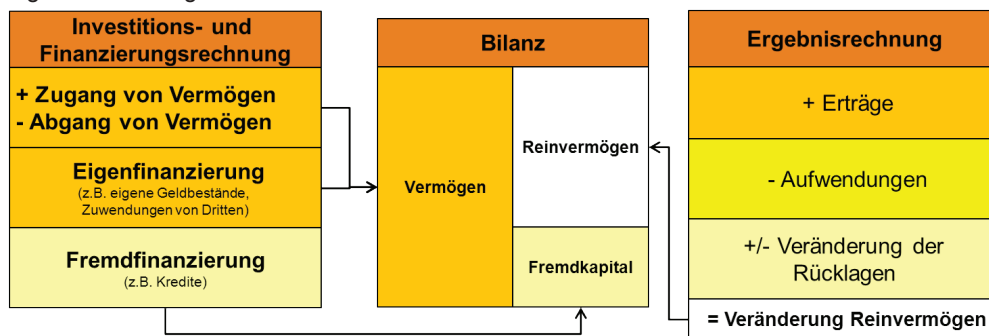 Investitions- und
Finanzierungsrechnung
+ Zugang von Vermögen
- Abgang von Vermögen
Eigenfinanzierung
(z.B. eigene Geldbestände,
Zuwendungen von Dritten)
Fremdfinanzierung
(z.B. Kredite)
Bilanz
Vermögen
Reinvermögen
Fremdkapital
Ergebnisrechnung
+ Erträge
- Aufwendungen
+/- Veränderung der
Rücklagen
= Veränderung Reinvermögen